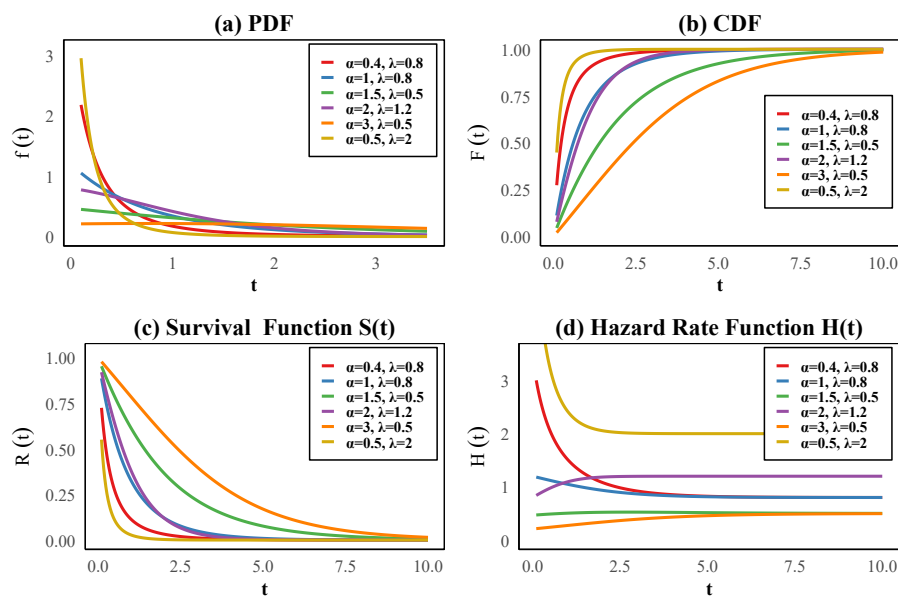 (a) PDF
3
2
1
0
f (t)
0
1
2
3
t
α=0.4, λ=0.8
α=1, λ=0.8
α=1.5, λ=0.5
α=2, λ=1.2
α=3, λ=0.5
α=0.5, λ=2
(b) CDF
1.00
0.75
0.50
0.25
0.00
F (t)
0.0
2.5
5.0
7.5
10.0
t
α=0.4, λ=0.8
α=1, λ=0.8
α=1.5, λ=0.5
α=2, λ=1.2
α=3, λ=0.5
α=0.5, λ=2
(c) Survival Function S(t)
1.00
0.75
0.50
0.25
0.00
R (t)
0.0
2.5
5.0
7.5
10.0
t
α=0.4, λ=0.8
α=1, λ=0.8
α=1.5, λ=0.5
α=2, λ=1.2
α=3, λ=0.5
α=0.5, λ=2
(d) Hazard Rate Function H(t)
3
2
1
0
H (t)
0.0
2.5
5.0
7.5
10.0
t
α=0.4, λ=0.8
α=1, λ=0.8
α=1.5, λ=0.5
α=2, λ=1.2
α=3, λ=0.5
α=0.5, λ=2